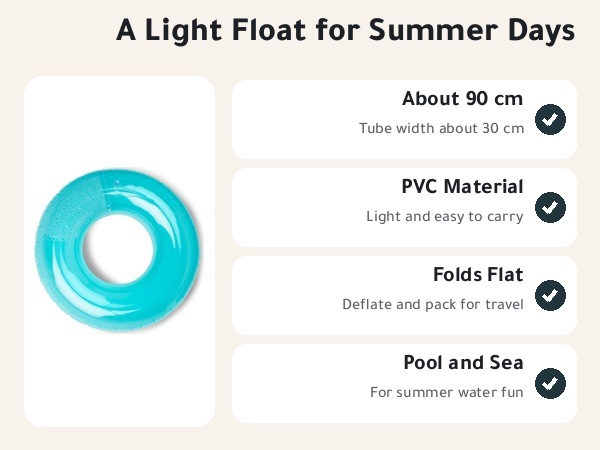 A Light Float for Summer Days
About 90 cm
Tube width about 30 cm
PVC Material
Light and easy to carry
Folds Flat
Deflate and pack for travel
Pool and Sea
For summer water fun